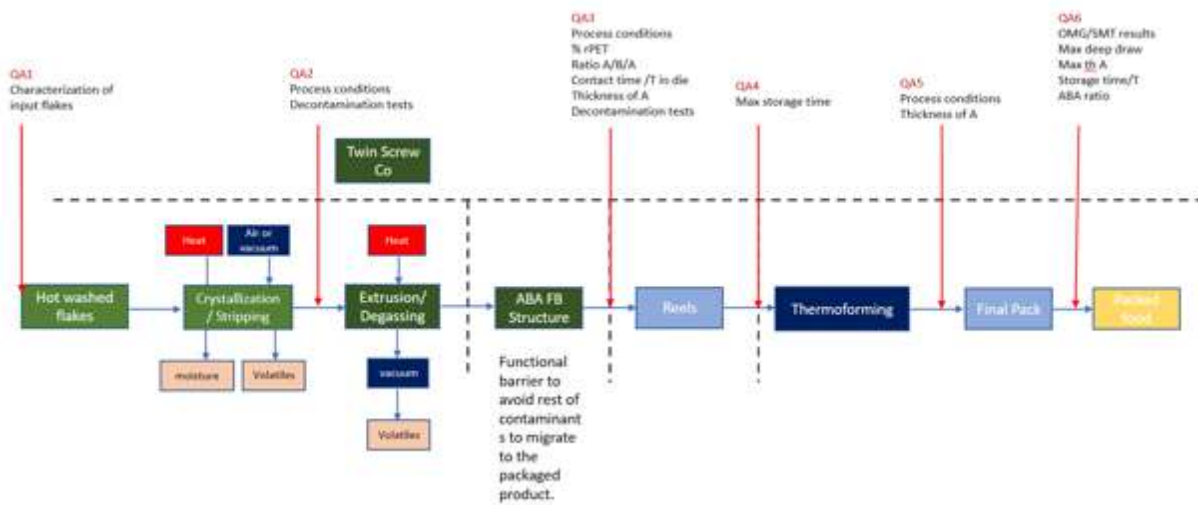 QA1
Characterization of
input flakes
QA2
Process conditions
Decontamination tests
QA3
Process conditions
% rPET
Ratio A/B/A
Contact time /T in die
Thickness of A
Decontamination tests
QA4
Max storage time
QA5
Process conditions
Thickness of A
QA6
OMG/SMT results
Max deep draw
Max th A
Storage time/T
ABA ratio
Twin Screw
Co
Heat
Air or
vacuum
Heat
Hot washed
flakes
Crystallization
/ Stripping
Extrusion/
Degassing
ABA FB
Structure
Reels
Thermoforming
Final Pack
Packed
food
moisture
Volatiles
vacuum
Volatiles
Functional
barrier to
avoid rest of
contaminant
s to migrate
to the
packaged
product.